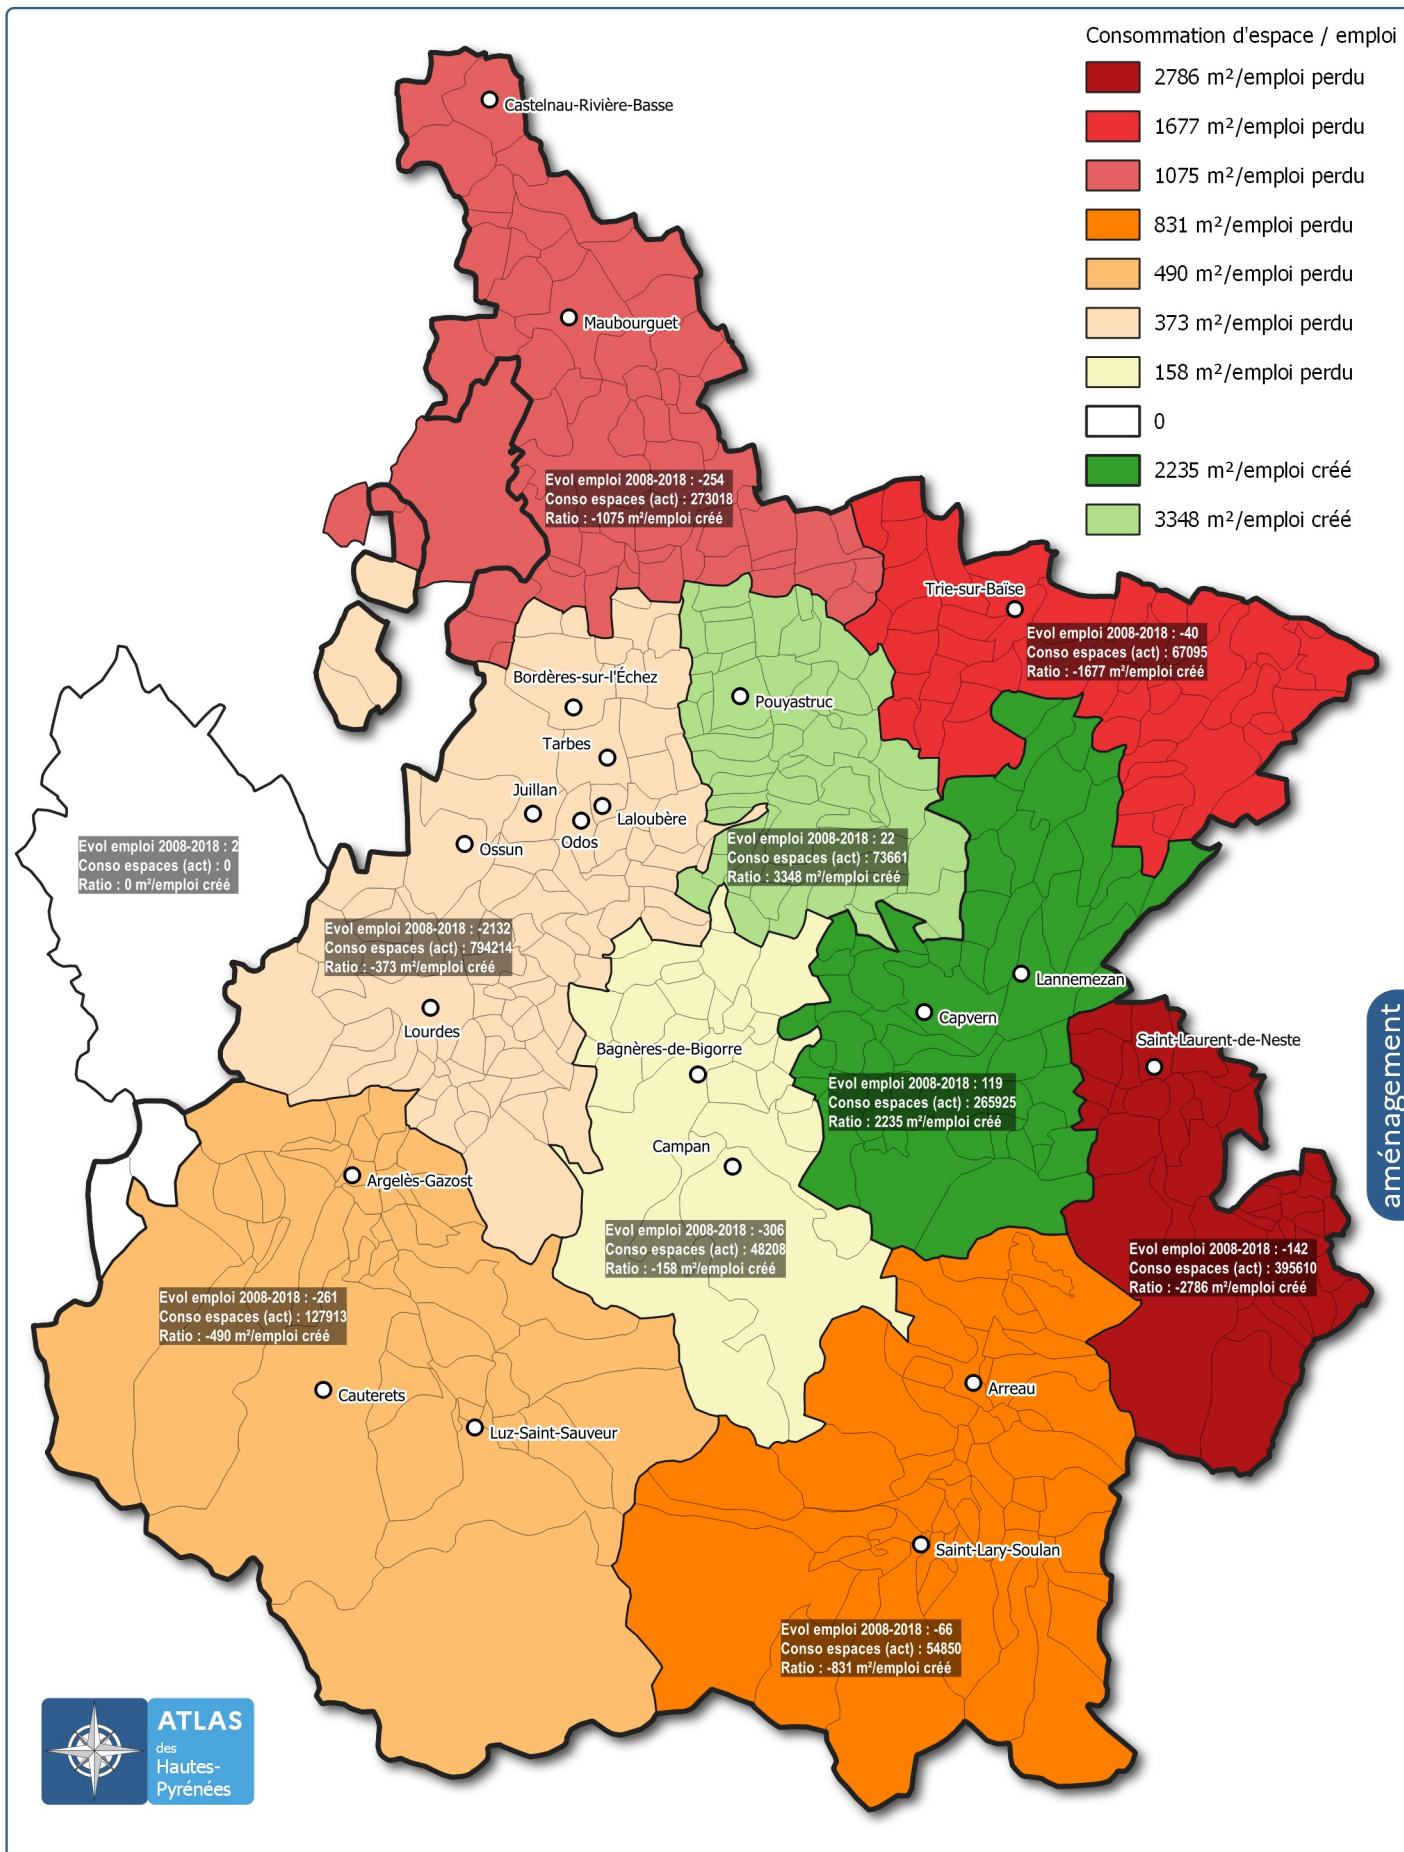 Consommation d'espace / emploi
2786 m²/emploi perdu
1677 m²/emploi perdu
1075 m²/emploi perdu
831 m²/emploi perdu
490 m²/emploi perdu
373 m²/emploi perdu
158 m²/emploi perdu
0
2235 m²/emploi créé
3348 m²/emploi créé
Castelnau-Rivière-Basse
Maubourguet
Evol emploi 2008-2018 : -254
Conso espaces (act) : 273018
Ratio : -1075 m²/emploi créé
Trie-sur-Baïse
Evol emploi 2008-2018 : -40
Conso espaces (act) : 67095
Ratio : -1677 m²/emploi créé
Bordères-sur-l'Échez
Pouyastruc
Tarbes
Juillan
Laloubère
Odos
Ossun
Evol emploi 2008-2018 : 22
Conso espaces (act) : 73661
Ratio : 3348 m²/emploi créé
Evol emploi 2008-2018 : 2
Conso espaces (act) : 0
Ratio : 0 m²/emploi créé
Evol emploi 2008-2018 : -2132
Conso espaces (act) : 794214
Ratio : -373 m²/emploi créé
Lannemezan
Lourdes
Capvern
Saint-Laurent-de-Neste
Bagnères-de-Bigorre
aménagement
Evol emploi 2008-2018 : 119
Conso espaces (act) : 265925
Ratio : 2235 m²/emploi créé
Campan
Argelès-Gazost
Evol emploi 2008-2018 : -306
Conso espaces (act) : 48208
Ratio : -158 m²/emploi créé
Evol emploi 2008-2018 : -142
Conso espaces (act) : 395610
Ratio : -2786 m²/emploi créé
Evol emploi 2008-2018 : -261
Conso espaces (act) : 127913
Ratio : -490 m²/emploi créé
Cauterets
Arreau
Luz-Saint-Sauveur
Saint-Lary-Soulan
Evol emploi 2008-2018 : -66
Conso espaces (act) : 54850
Ratio : -831 m²/emploi créé
ATLAS
des
Hautes-
Pyrénées